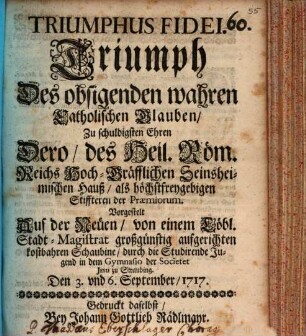 55
TRIUMPHUS FIDEI. 60.
Triumph
Des obsigenden wahren
Catholischen Glauben/
Zu schuldigsten Ehren
Dero/ des Heil. Röm.
Reichs Hoch-Gräfflichen Seinshei-
mischen Hauß/ als höchstfreygebigen
Stifftern der Præmiorum.
Vorgestelt
Auf der Neuen/ von einem Löbl.
Stadt-Magistrat großgünstig aufgerichten
kostbahren Schaubine/ durch die Studirende Ju-
gend in dem Gymnasio der Societet
Jesu zu Straubing.
Den 3. und 6. September/ 1717.
Gedruckt daselbst/
Bey Johann Gottlieb Rädlmayr.